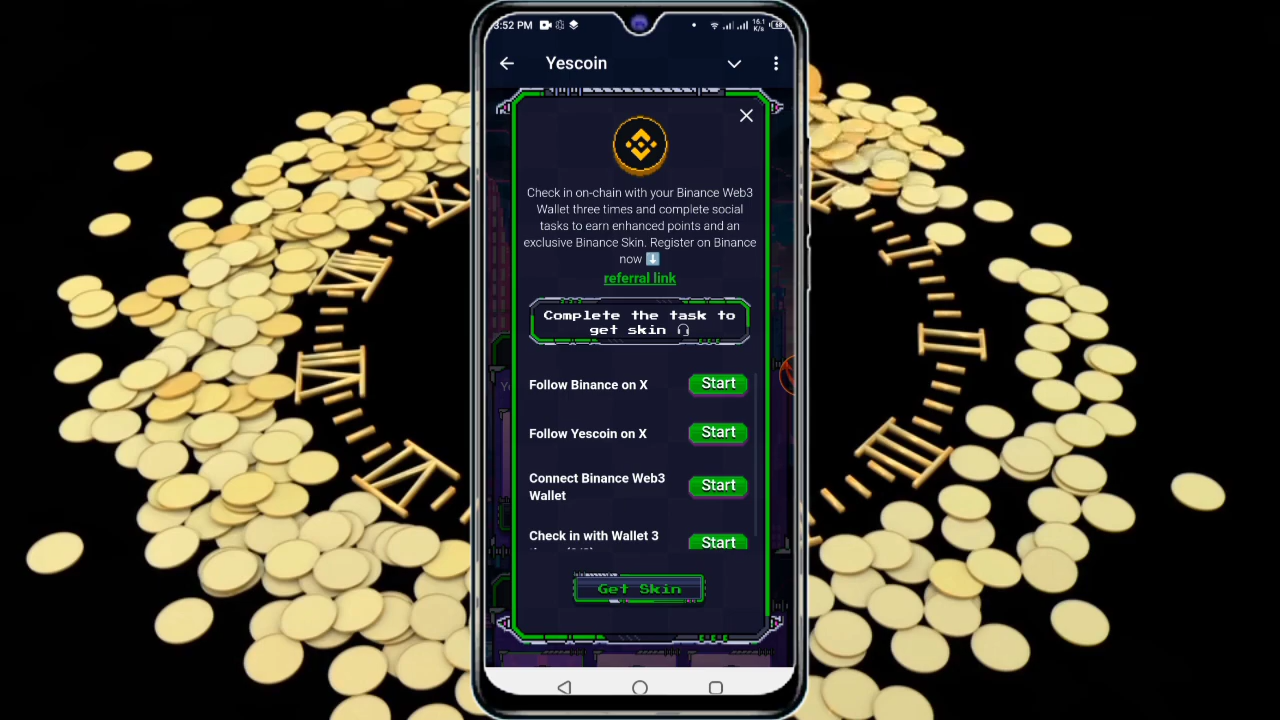 3:52 PM
16.1
K/s
68
Yescoin
Check in on-chain with your Binance Web3
Wallet three times and complete social
tasks to earn enhanced points and an
exclusive Binance Skin. Register on Binance
now ⬇️
referral link
Complete the task to
get skin 🎧
Follow Binance on X
Start
Follow Yescoin on X
Start
Connect Binance Web3
Wallet
Start
Check in with Wallet 3
Start
Get Skin